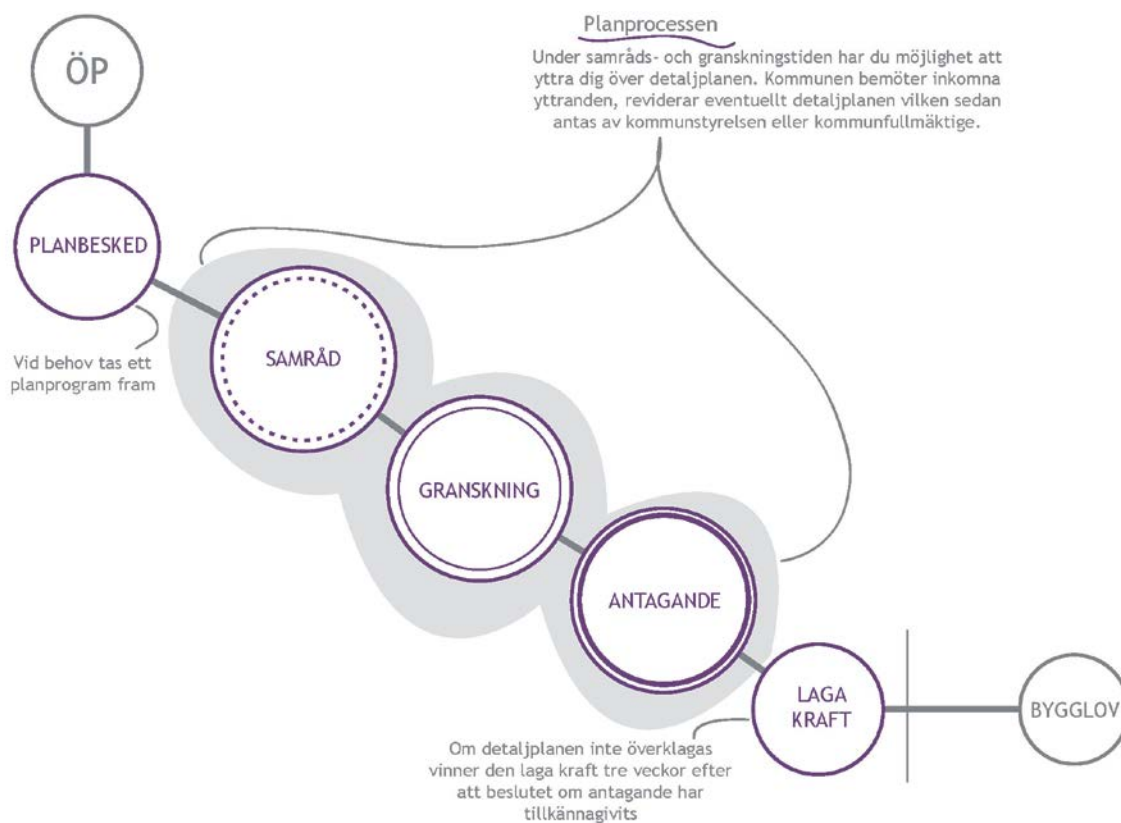 ÖP
Planprocessen
Under samråds- och granskningstiden har du möjlighet att
yttra dig över detaljplanen. Kommunen bemöter inkomna
yttranden, reviderar eventuellt detaljplanen vilken sedan
antas av kommunstyrelsen eller kommunfullmäktige.
PLANBESKED
Vid behov tas ett
planprogram fram
SAMRÅD
GRANSKNING
ANTAGANDE
LAGA
KRAFT
BYGGLOV
Om detaljplanen inte överklagas
vinner den laga kraft tre veckor efter
att beslutet om antagande har
tillkännagivits